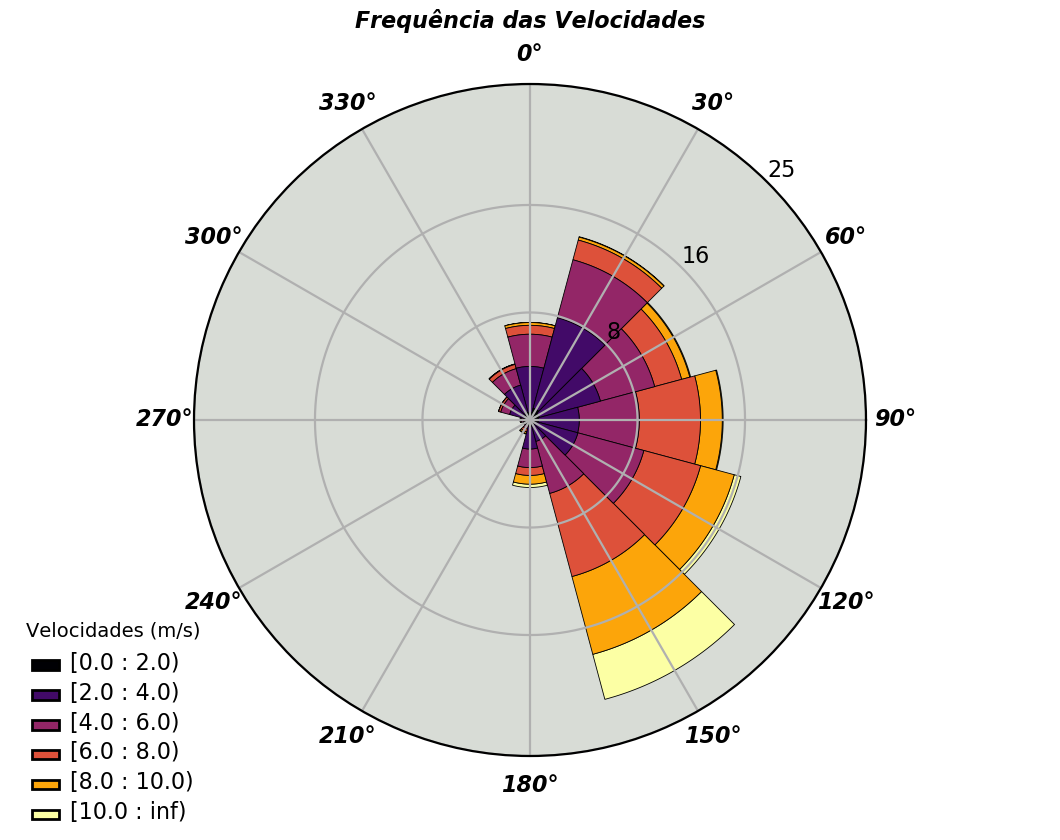 Frequência das Velocidades
0°
330°
30°
25
300°
60°
16
8
270°
90°
240°
120°
210°
150°
180°
Velocidades (m/s)
[0.0 : 2.0)
[2.0 : 4.0)
[4.0 : 6.0)
[6.0 : 8.0)
[8.0 : 10.0)
[10.0 : inf)